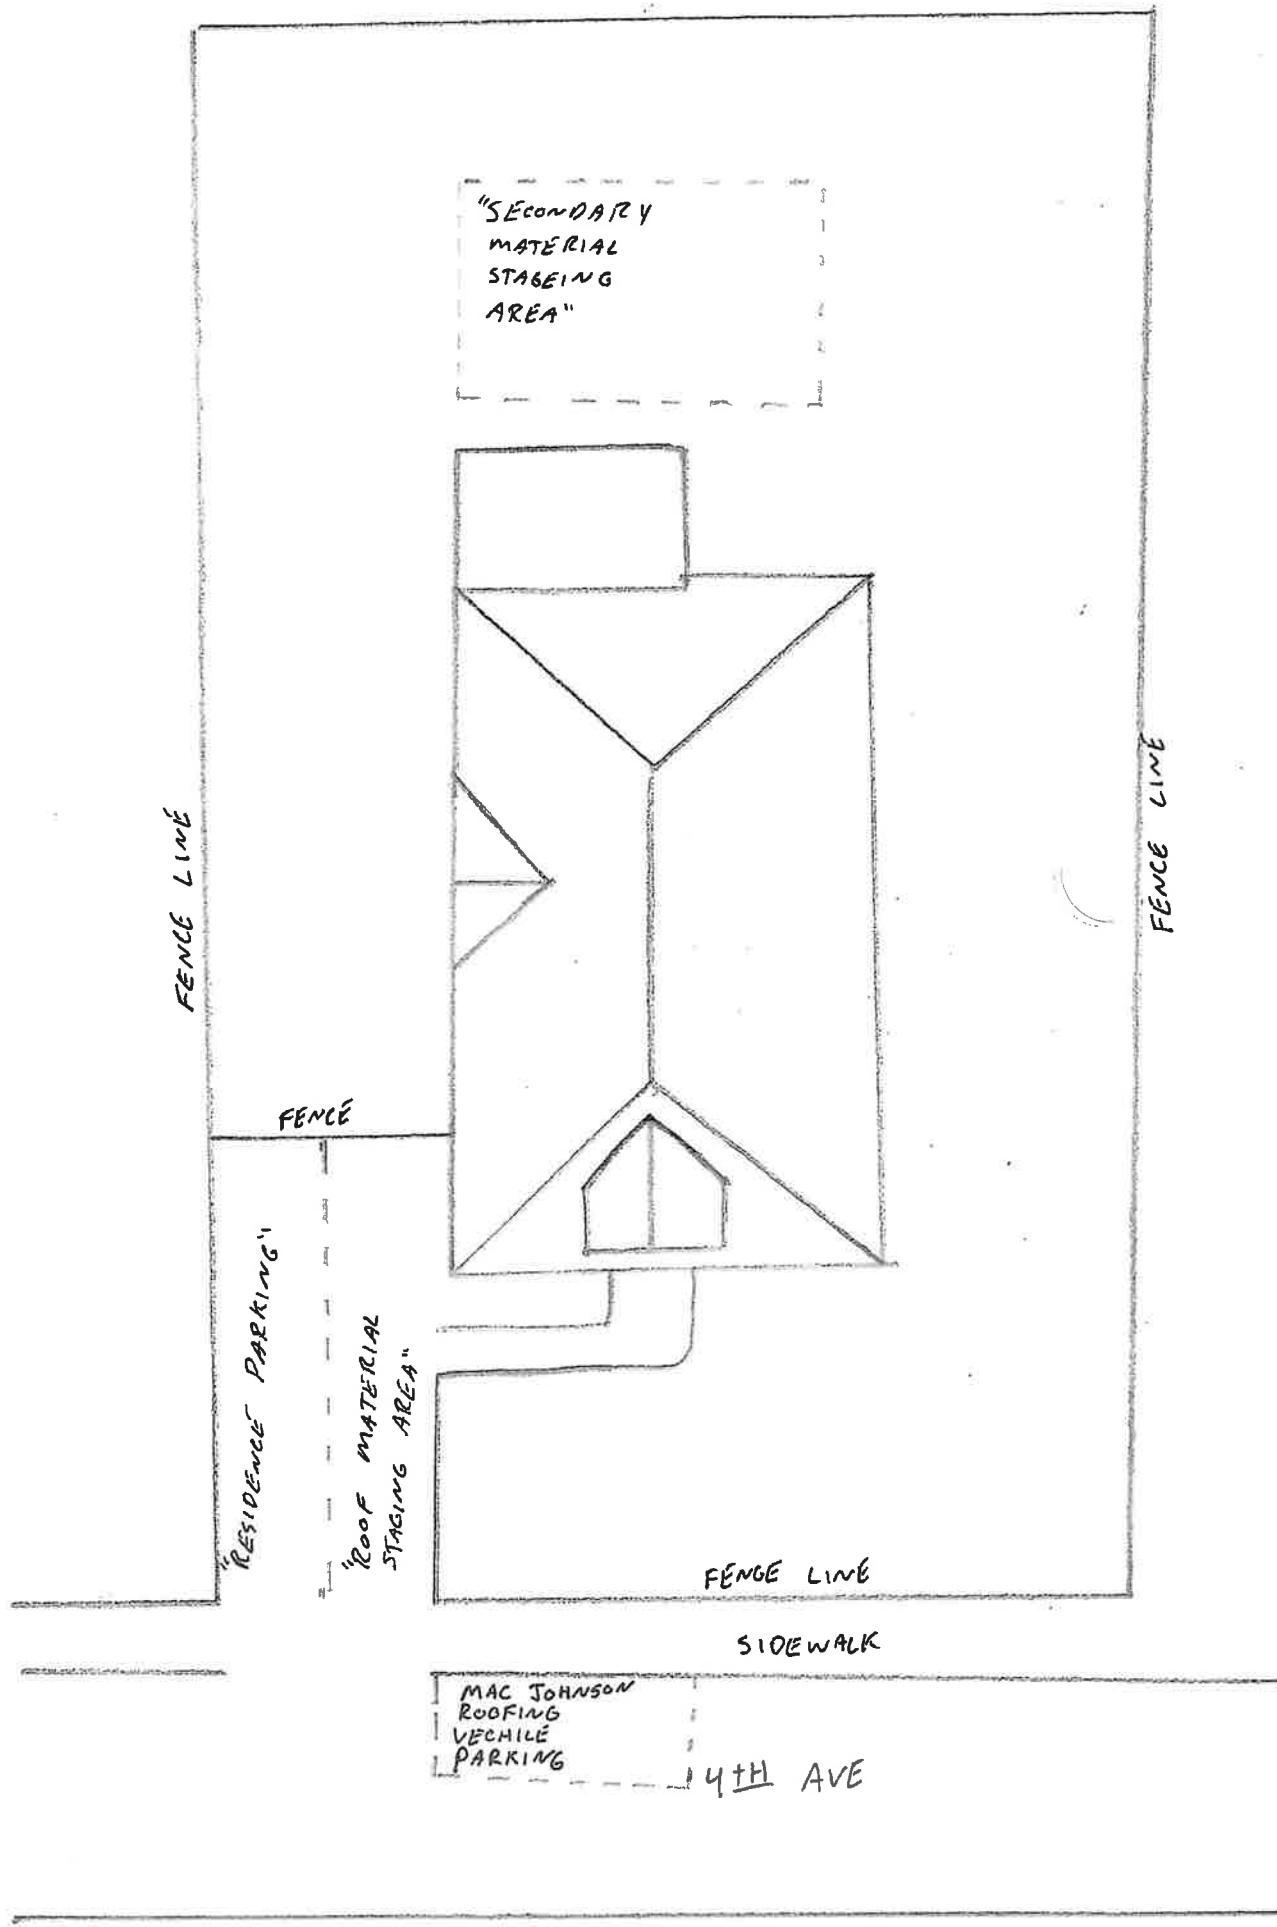 "SECONDARY
MATERIAL
STAGEING
AREA"
FENCE LINE
FENCE LINE
FENCE
"RESIDENCE PARKING"
"ROOF MATERIAL
STAGING AREA"
FENCE LINE
SIDEWALK
MAC JOHNSON
ROOFING
VECHILE
PARKING
4TH AVE